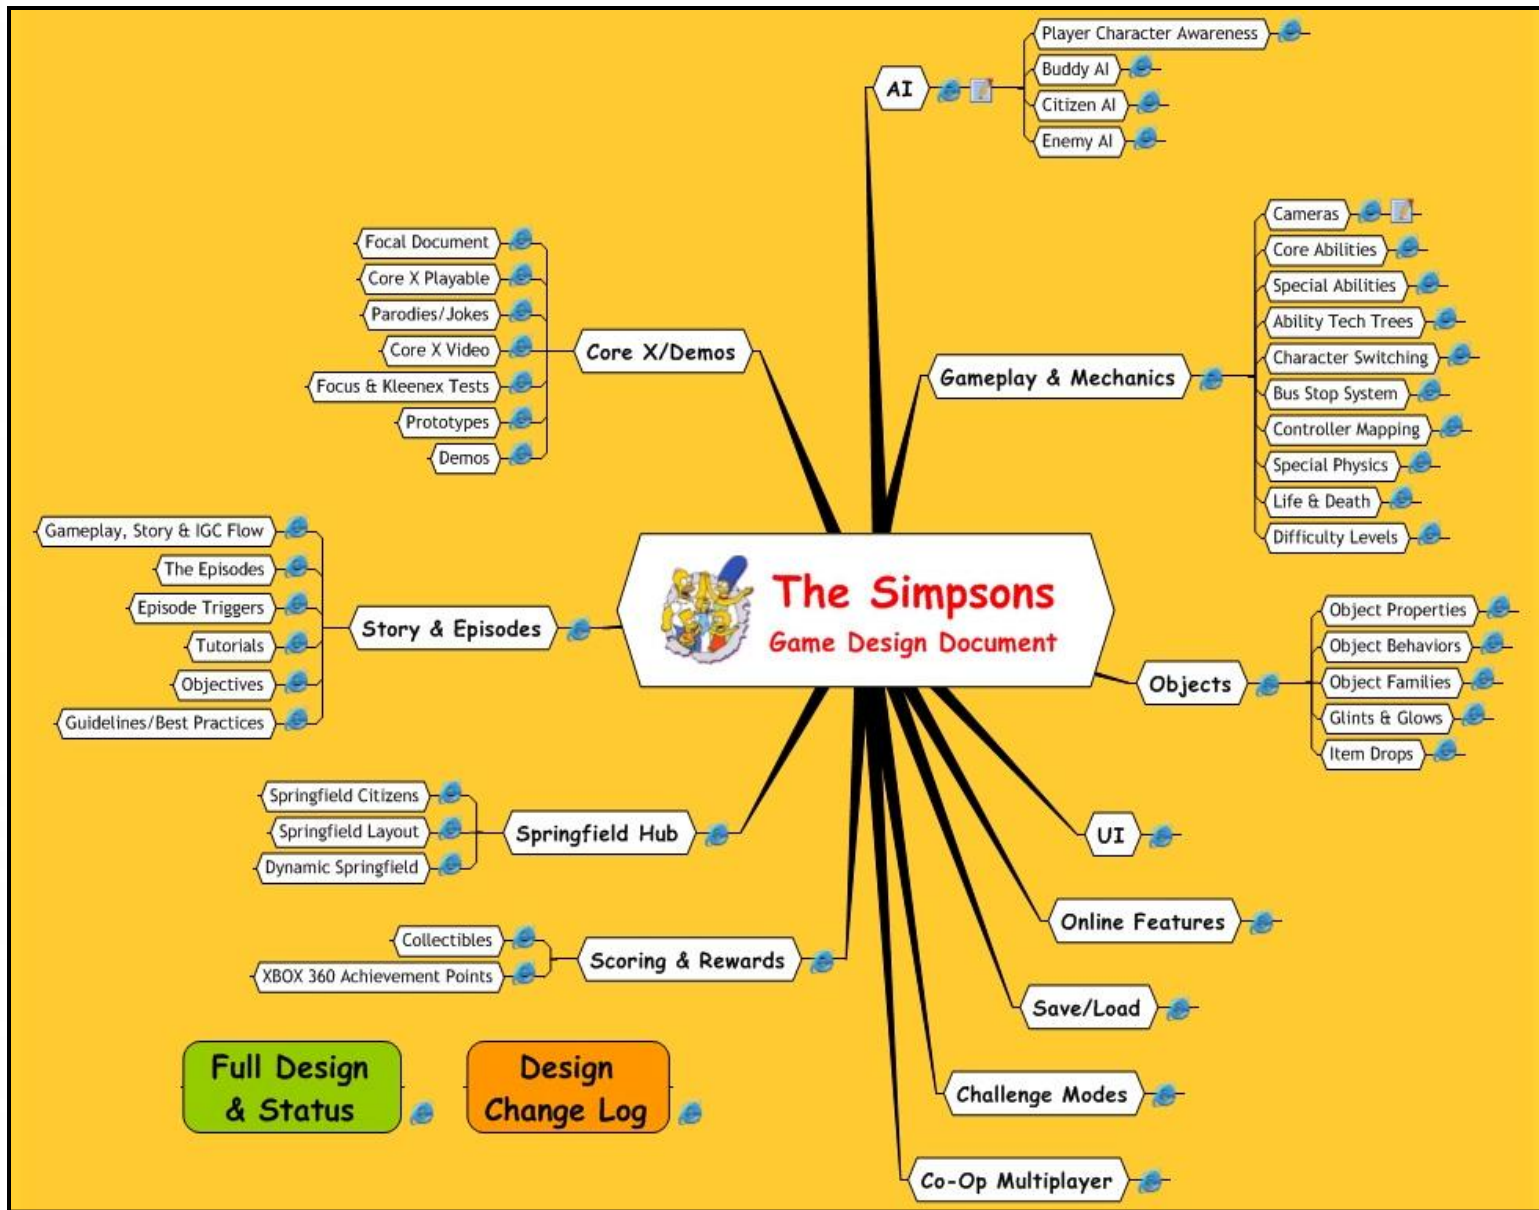 Player Character Awareness
AI
Buddy AI
Citizen AI
Enemy AI
Cameras
Core Abilities
Special Abilities
Ability Tech Trees
Gameplay & Mechanics
Character Switching
Bus Stop System
Controller Mapping
Special Physics
Life & Death
Difficulty Levels
Focal Document
Core X Playable
Parodies/Jokes
Core X Video
Core X/Demos
Focus & Kleenex Tests
Prototypes
Demos
Gameplay, Story & IGC Flow
The Episodes
Episode Triggers
Story & Episodes
Tutorials
Objectives
Guidelines/Best Practices
The Simpsons
Game Design Document
Object Properties
Object Behaviors
Objects
Object Families
Glints & Glows
Item Drops
Springfield Citizens
Springfield Layout
Springfield Hub
Dynamic Springfield
UI
Online Features
Collectibles
Scoring & Rewards
XBOX 360 Achievement Points
Save/Load
Full Design
& Status
Design
Change Log
Challenge Modes
Co-Op Multiplayer